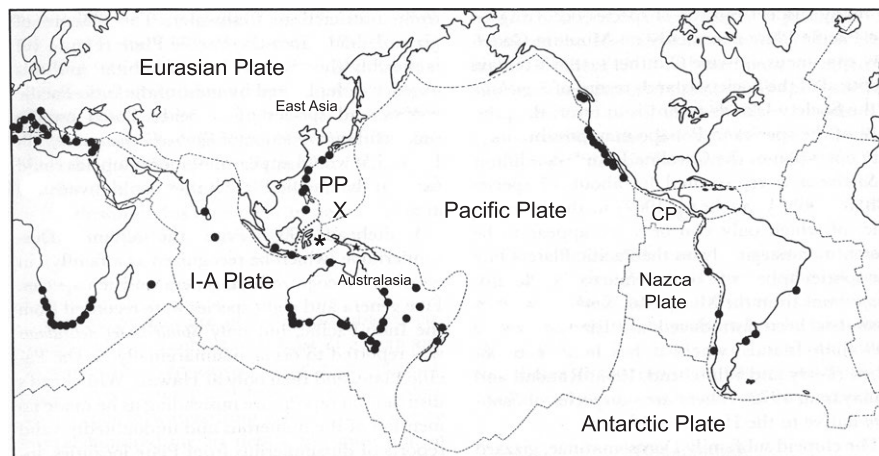 Eurasian Plate
East Asia
PP
X
Pacific Plate
CP
*
I-A Plate
Australasia
Nazca
Plate
Antarctic Plate